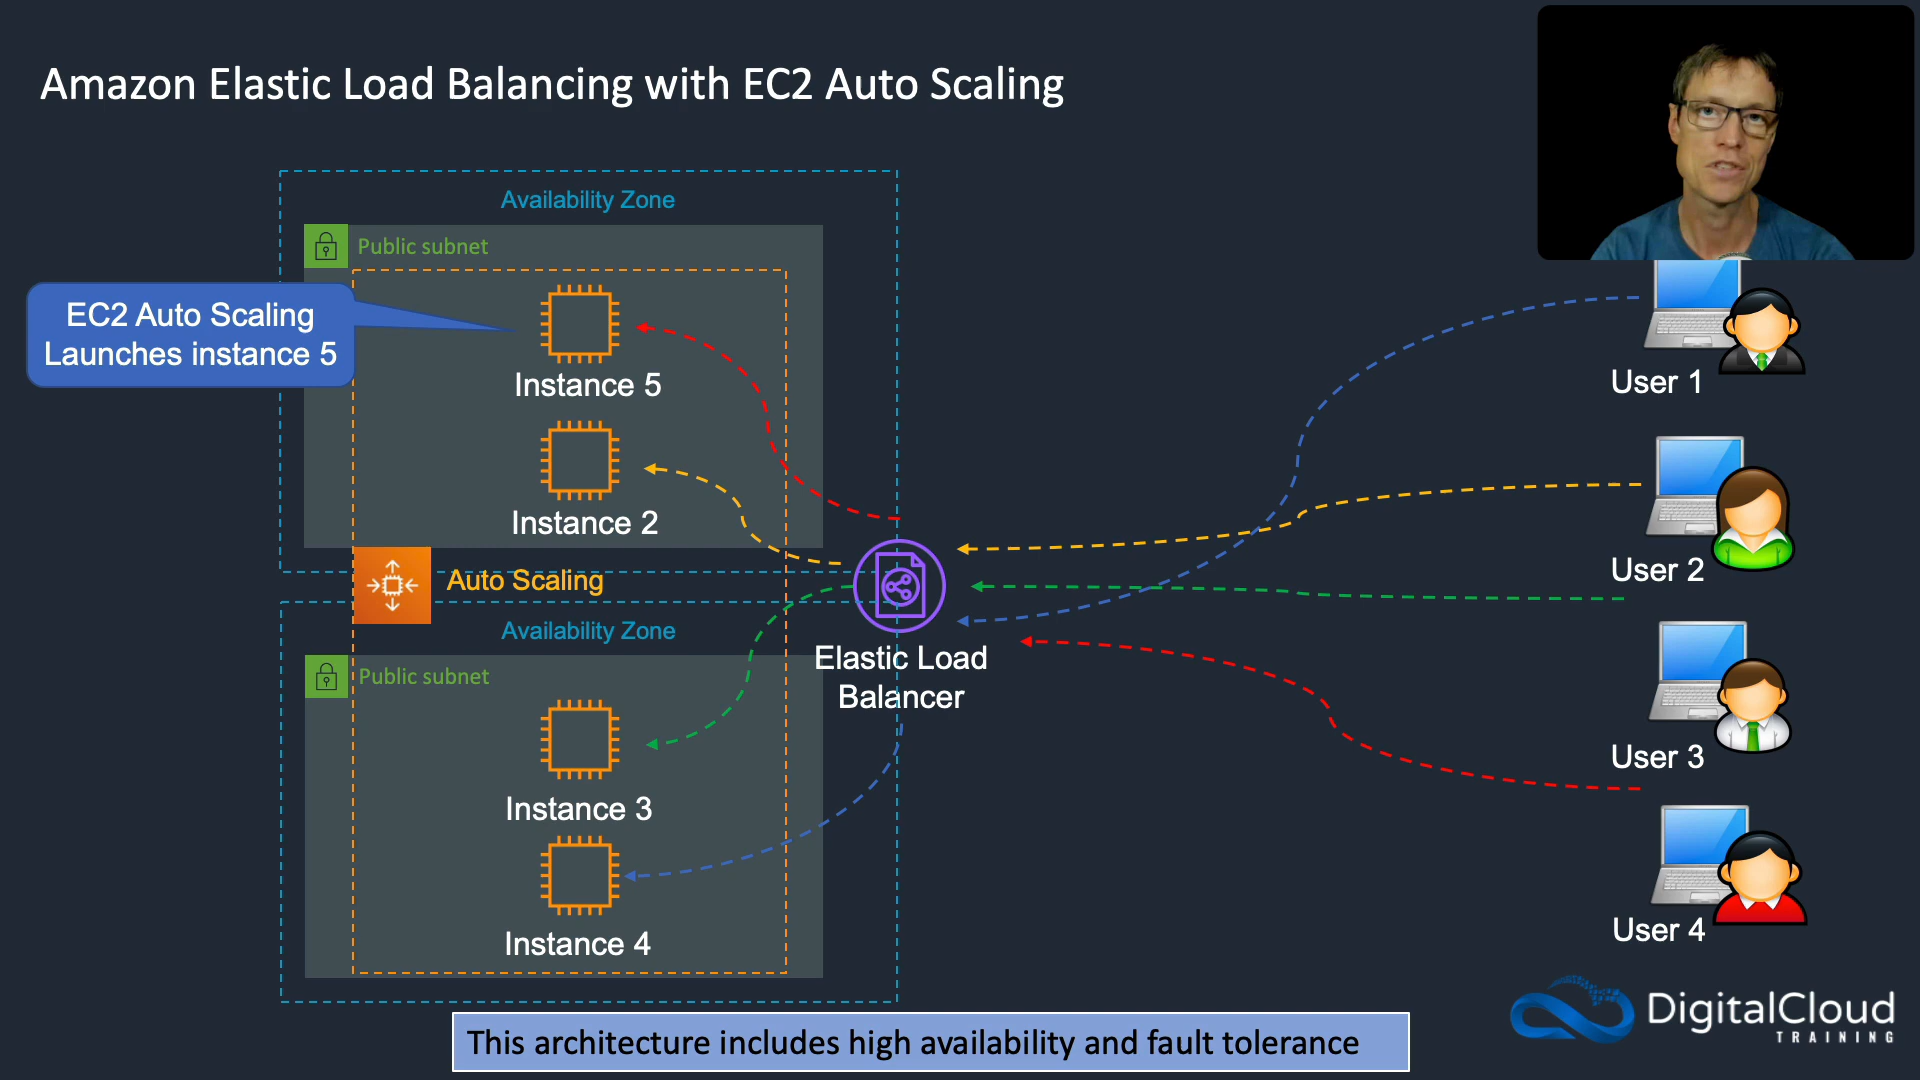 Amazon Elastic Load Balancing with EC2 Auto Scaling
Availability Zone
Public subnet
EC2 Auto Scaling
Launches instance 5
Instance 5
Instance 2
Auto Scaling
Availability Zone
Public subnet
Instance 3
Instance 4
Elastic Load
Balancer
User 1
User 2
User 3
User 4
This architecture includes high availability and fault tolerance
DigitalCloud
TRAINING